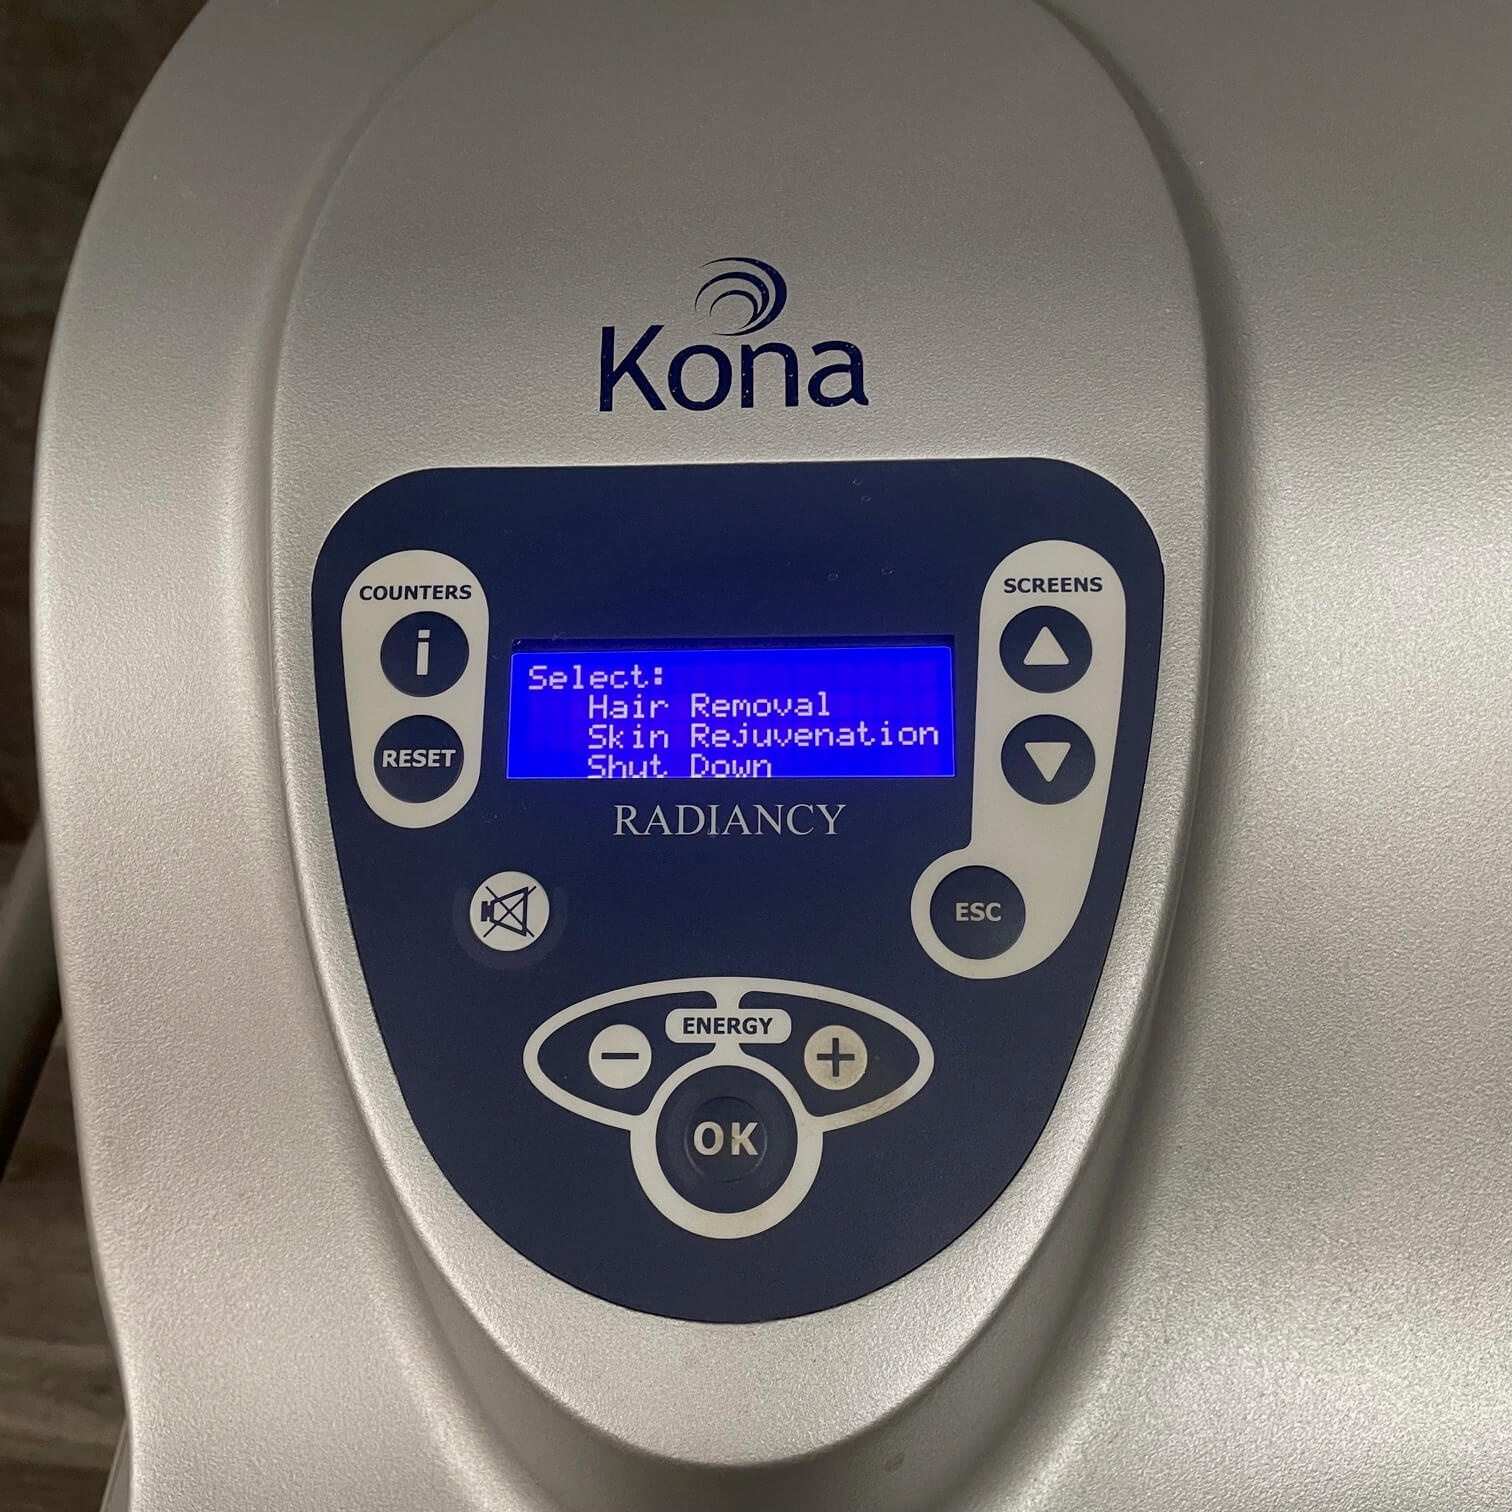 Kona
COUNTERS
i
RESET
SCREENS
Select:
Hair Removal
Skin Rejuvenation
Shut Down
RADIANCY
ESC
ENERGY
− +
OK